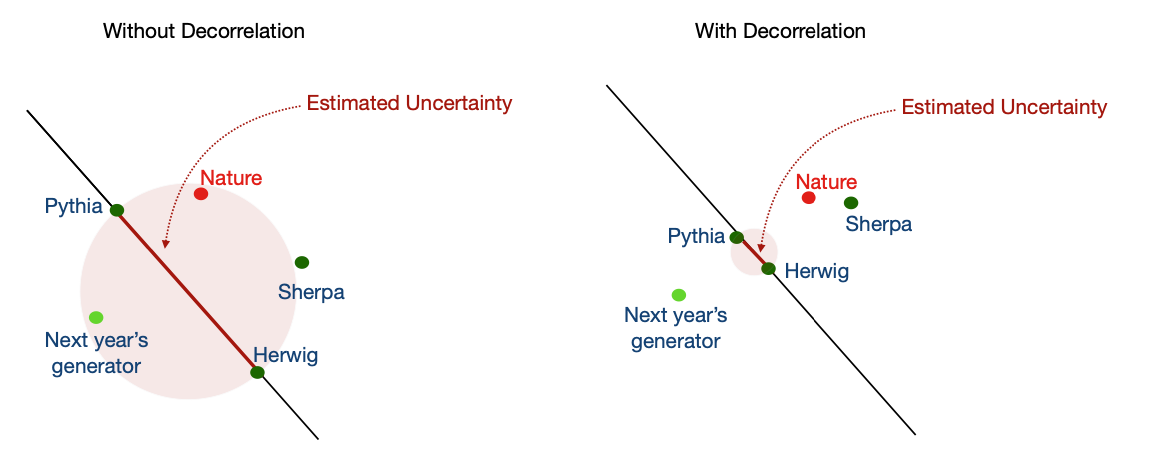 Without Decorrelation
Estimated Uncertainty
Nature
Pythia
Sherpa
Next year's
generator
Herwig
With Decorrelation
Estimated Uncertainty
Nature
Sherpa
Pythia
Herwig
Next year's
generator